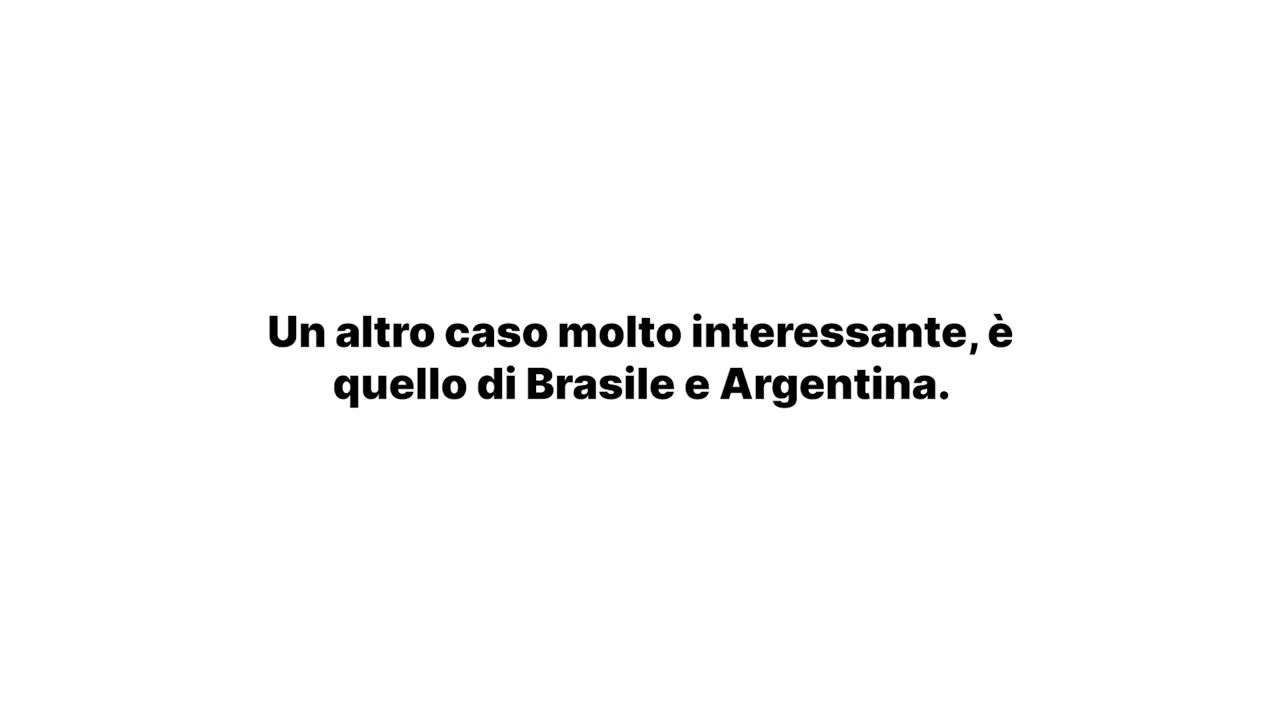 Un altro caso molto interessante, è
quello di Brasile e Argentina.